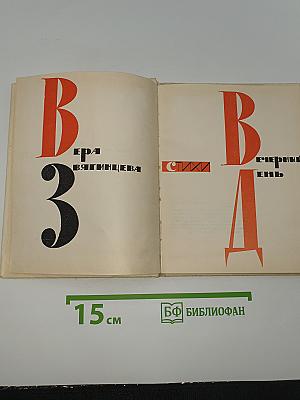 Вера
Звягинцева
стихи
Вечерний
День
15 см
БФ БИБЛИОФАН